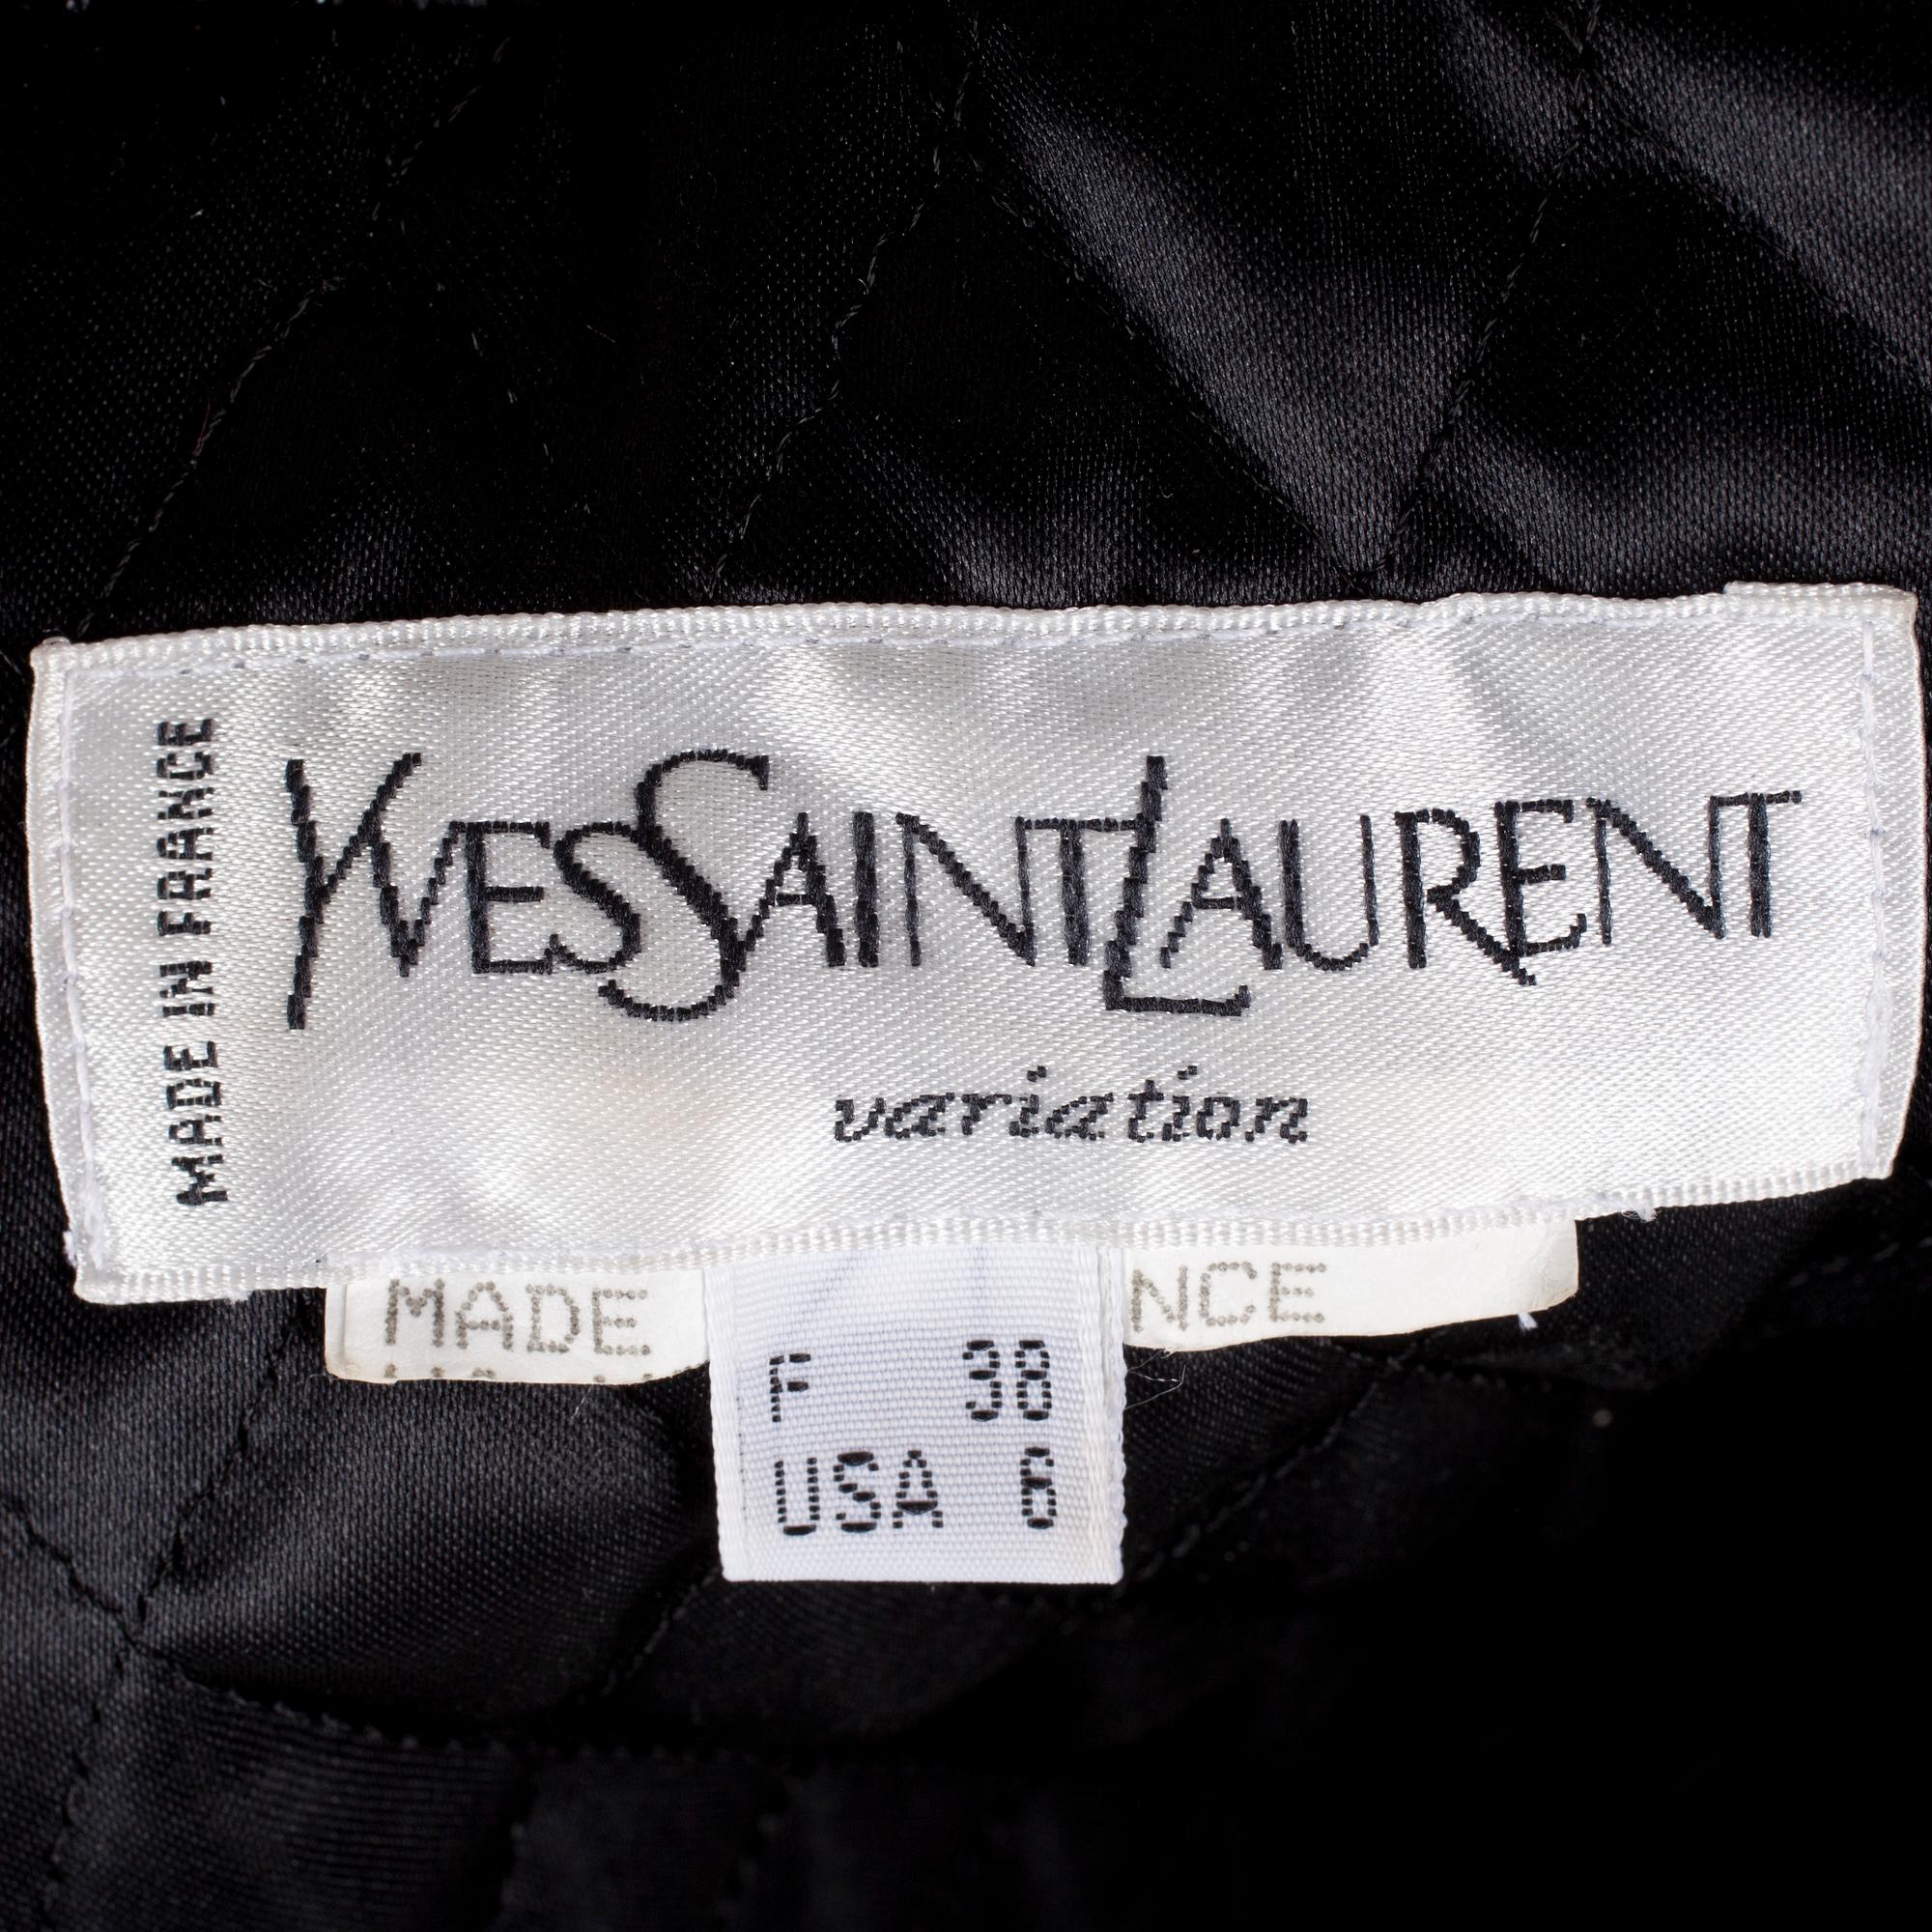 MADE IN FRANCE
YVESSAINTLAURENT
variation
MADE NCE
F 38
USA 6